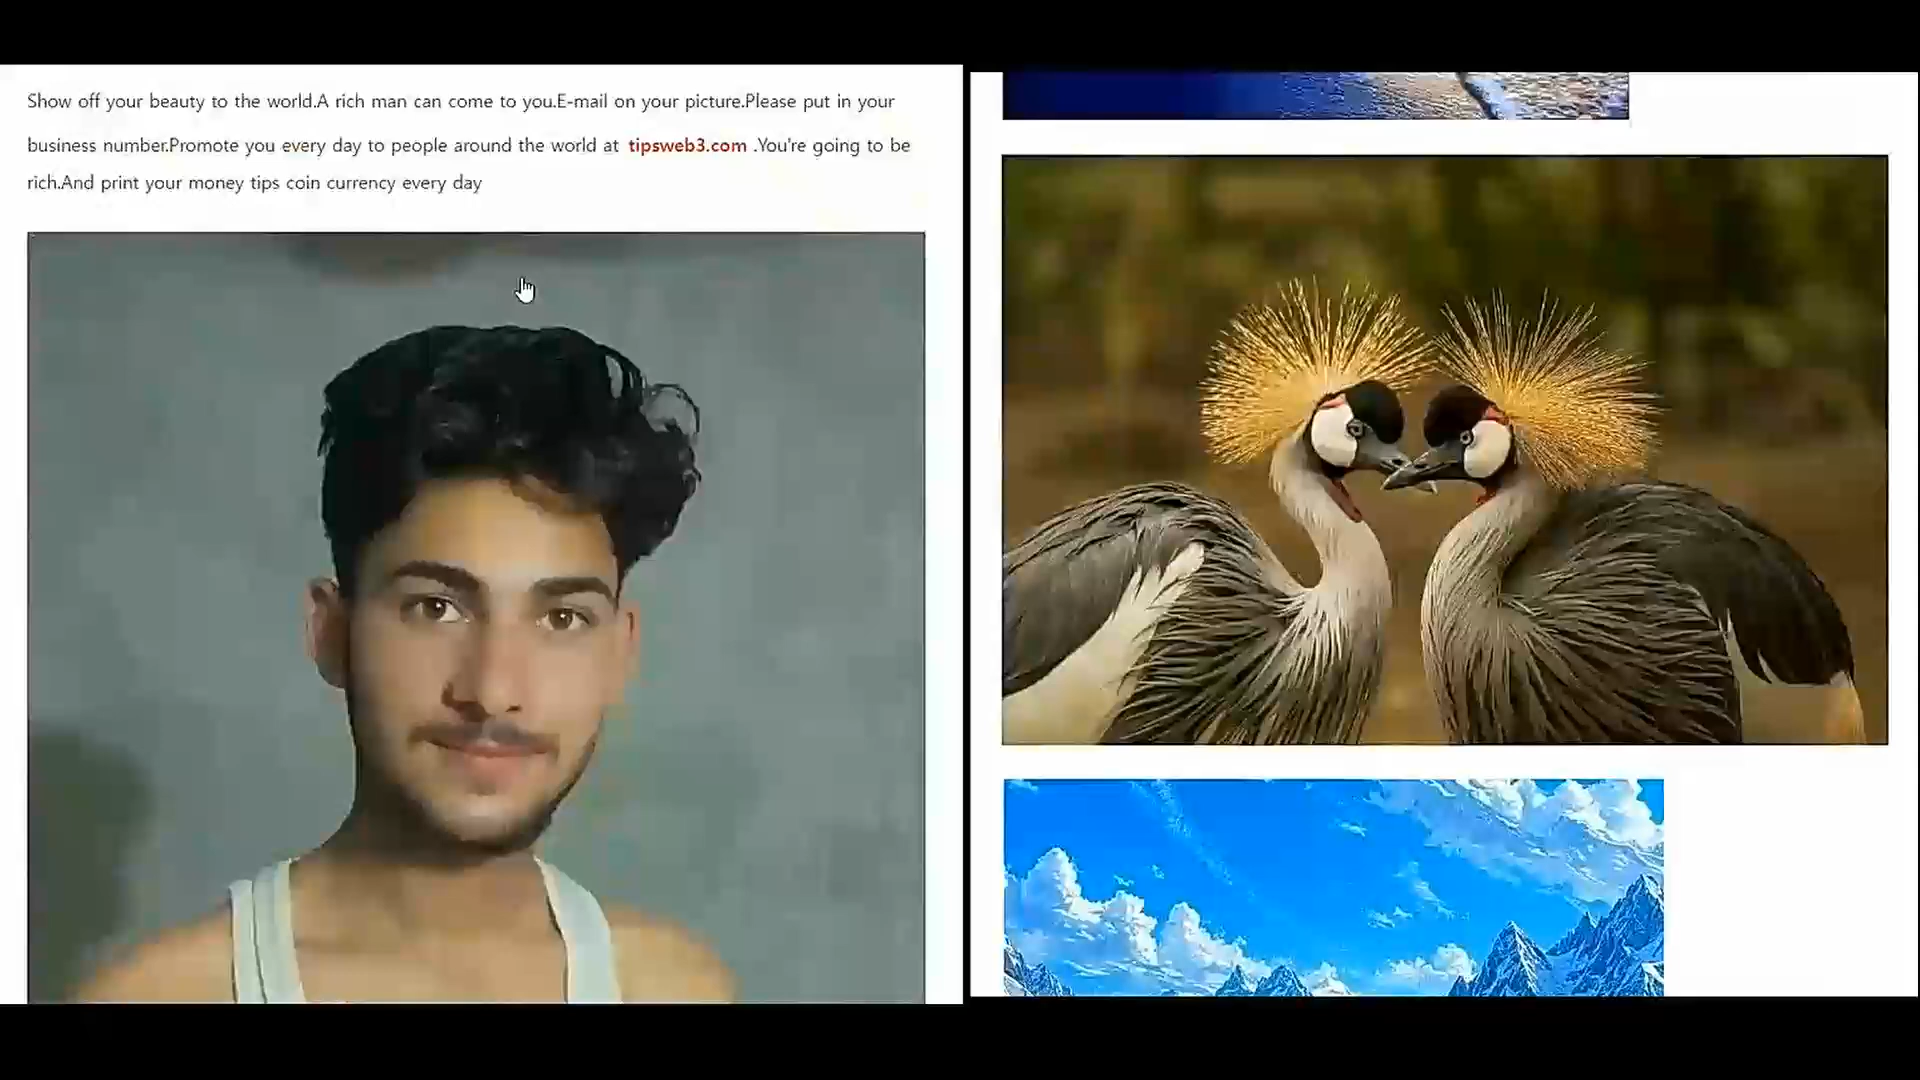 Show off your beauty to the world.A rich man can come to you.E-mail on your picture.Please put in your
business number.Promote you every day to people around the world at tipsweb3.com .You're going to be
rich.And print your money tips coin currency every day